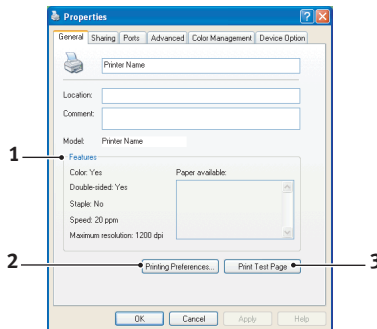 Properties
General Sharing Ports Advanced Color Management Device Option
Printer Name
Location:
Comment:
Model: Printer Name
1
Features
Color: Yes Paper available:
Double-sided: Yes
Staple: No
Speed: 20 ppm
Maximum resolution: 1200 dpi
2 Printing Preferences... Print Test Page 3
OK Cancel Apply Help